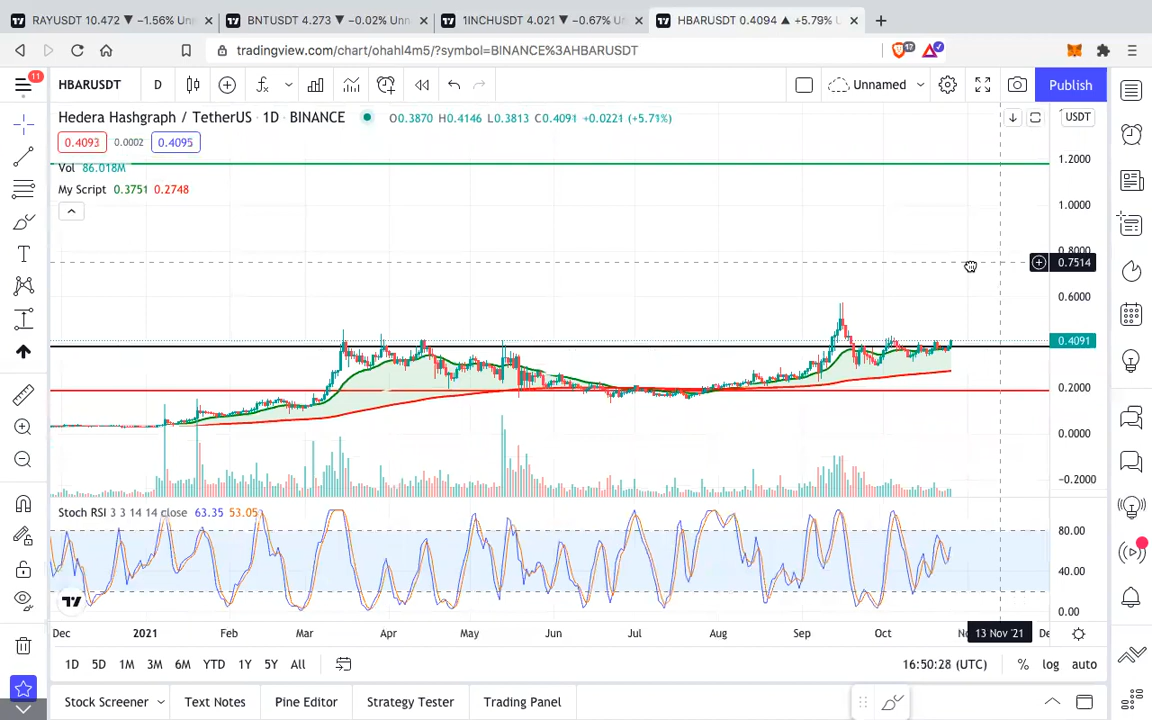 RAYUSDT 10.472 ▼ −1.56% Unn
BNTUSDT 4.273 ▼ −0.02% Unn
1INCHUSDT 4.021 ▼ −0.67% Un
HBARUSDT 0.4094 ▲ +5.79% U
tradingview.com/chart/ohahl4m5/?symbol=BINANCE%3AHBARUSDT
17
11
HBARUSDT
D
Unnamed
Publish
Hedera Hashgraph / TetherUS · 1D · BINANCE
O0.3870 H0.4146 L0.3813 C0.4091 +0.0221 (+5.71%)
USDT
0.4093
0.0002
0.4095
Vol 86.018M
My Script 0.3751 0.2748
1.2000
1.0000
0.8000
0.7514
0.6000
0.4091
0.2000
0.0000
−0.2000
Stoch RSI 3 3 14 14 close 63.35 53.05
80.00
40.00
0.00
Dec
2021
Feb
Mar
Apr
May
Jun
Jul
Aug
Sep
Oct
13 Nov '21
De
1D
5D
1M
3M
6M
YTD
1Y
5Y
All
16:50:28 (UTC)
%
log
auto
Stock Screener
Text Notes
Pine Editor
Strategy Tester
Trading Panel